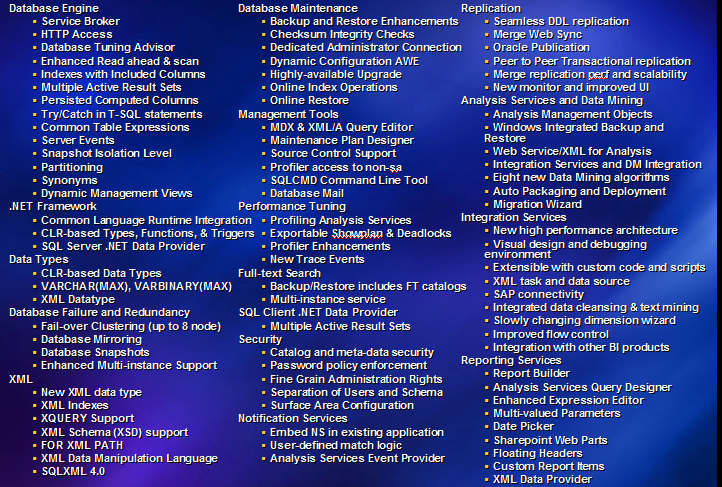 Database Engine
Service Broker
HTTP Access
Database Tuning Advisor
Enhanced Read ahead & scan
Indexes with Included Columns
Multiple Active Result Sets
Persisted Computed Columns
Try/Catch in T-SQL statements
Common Table Expressions
Server Events
Snapshot Isolation Level
Partitioning
Synonyms
Dynamic Management Views
.NET Framework
Common Language Runtime Integration
CLR-based Types, Functions, & Triggers
SQL Server .NET Data Provider
Data Types
CLR-based Data Types
VARCHAR(MAX), VARBINARY(MAX)
XML Datatype
Database Failure and Redundancy
Fail-over Clustering (up to 8 node)
Database Mirroring
Database Snapshots
Enhanced Multi-instance Support
XML
New XML data type
XML Indexes
XQUERY Support
XML Schema (XSD) support
FOR XML PATH
XML Data Manipulation Language
SQLXML 4.0
Database Maintenance
Backup and Restore Enhancements
Checksum Integrity Checks
Dedicated Administrator Connection
Dynamic Configuration AWE
Highly-available Upgrade
Online Index Operations
Online Restore
Management Tools
MDX & XML/A Query Editor
Maintenance Plan Designer
Source Control Support
Profiler access to non-sa
SQLCMD Command Line Tool
Database Mail
Performance Tuning
Profiling Analysis Services
Exportable Showplan & Deadlocks
Profiler Enhancements
New Trace Events
Full-text Search
Backup/Restore includes FT catalogs
Multi-instance service
SQL Client .NET Data Provider
Multiple Active Result Sets
Security
Catalog and meta-data security
Password policy enforcement
Fine Grain Administration Rights
Separation of Users and Schema
Surface Area Configuration
Notification Services
Embed NS in existing application
User-defined match logic
Analysis Services Event Provider
Replication
Seamless DDL replication
Merge Web Sync
Oracle Publication
Peer to Peer Transactional replication
Merge replication perf and scalability
New monitor and improved UI
Analysis Services and Data Mining
Analysis Management Objects
Windows Integrated Backup and
Restore
Web Service/XML for Analysis
Integration Services and DM Integration
Eight new Data Mining algorithms
Auto Packaging and Deployment
Migration Wizard
Integration Services
New high performance architecture
Visual design and debugging
environment
Extensible with custom code and scripts
XML task and data source
SAP connectivity
Integrated data cleansing & text mining
Slowly changing dimension wizard
Improved flow control
Integration with other BI products
Reporting Services
Report Builder
Analysis Services Query Designer
Enhanced Expression Editor
Multi-valued Parameters
Date Picker
Sharepoint Web Parts
Floating Headers
Custom Report Items
XML Data Provider